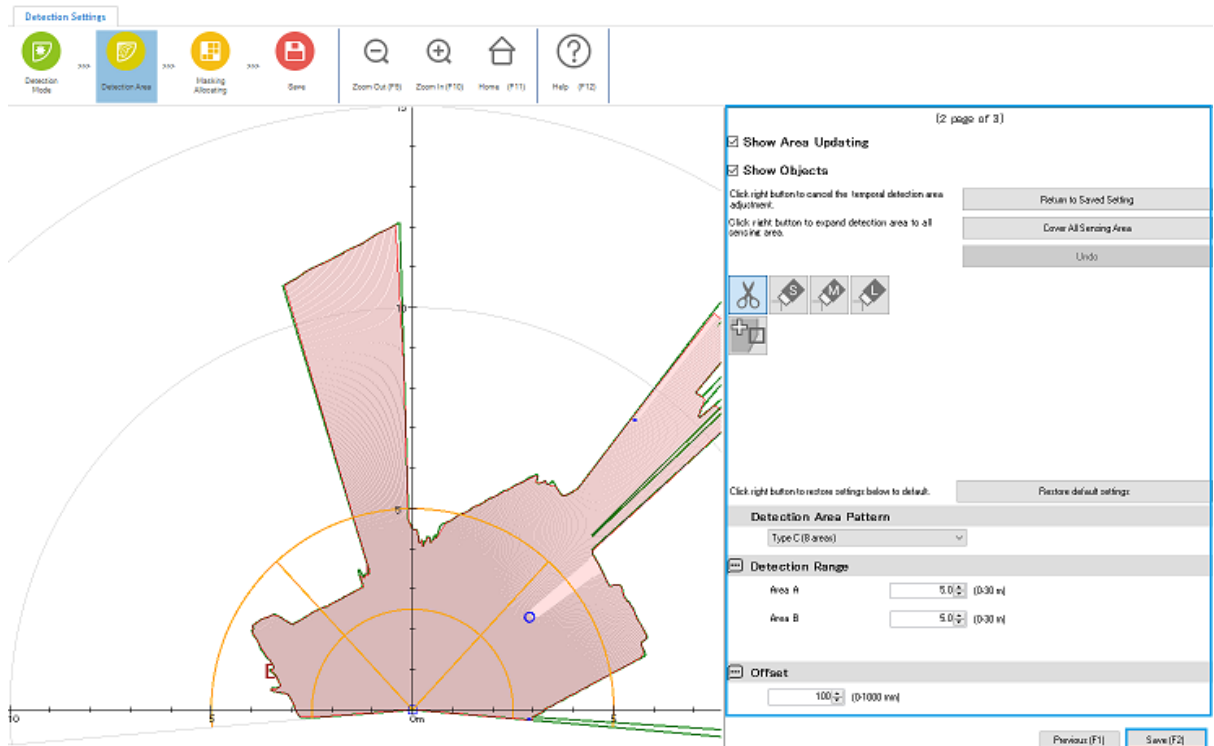 Detection Settings
Detection
Mode
>>>
Detection Area
>>>
Masking
Allocating
>>>
Save
Zoom Out (F9)
Zoom In (F10)
Home (F11)
Help (F12)
(2 page of 3)
Show Area Updating
Show Objects
Click right button to cancel the temporal detection area
adjustment.
Return to Saved Setting
Click right button to expand detection area to all
sensing area.
Cover All Sensing Area
Undo
S
M
L
Click right button to restore settings below to default.
Restore default settings
Detection Area Pattern
Type C (8 areas)
Detection Range
Area A
5.0
(0-30 m)
Area B
5.0
(0-30 m)
Offset
100
(0-1000 mm)
Previous (F1)
Save (F2)
15
10
5
10
5
0m
5